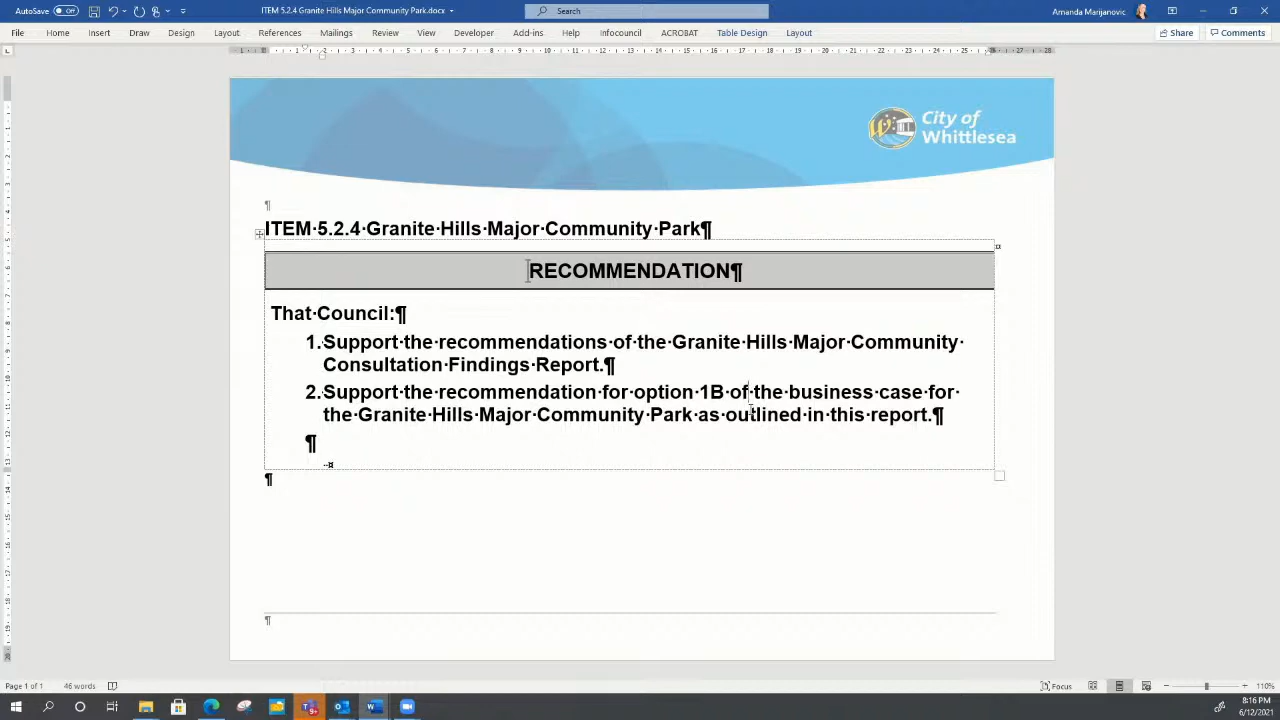 AutoSave Off ITEM 5.2.4 Granite Hills Major Community Park.docx Search Amanda Marijanovic
File Home Insert Draw Design Layout References Mailings Review View Developer Add-ins Help Infocouncil ACROBAT Table Design Layout Share Comments
City of
Whittlesea
¶
ITEM·5.2.4·Granite·Hills·Major·Community·Park¶
RECOMMENDATION¶
That·Council:¶
1.Support·the·recommendations·of·the·Granite·Hills·Major·Community·
Consultation·Findings·Report.¶
2.Support·the·recommendation·for·option·1B·of·the·business·case·for·
the·Granite·Hills·Major·Community·Park·as·outlined·in·this·report.¶
¶
¶
¶
Page 1 of 1 46 words Focus 110%
8:16 PM
6/12/2021